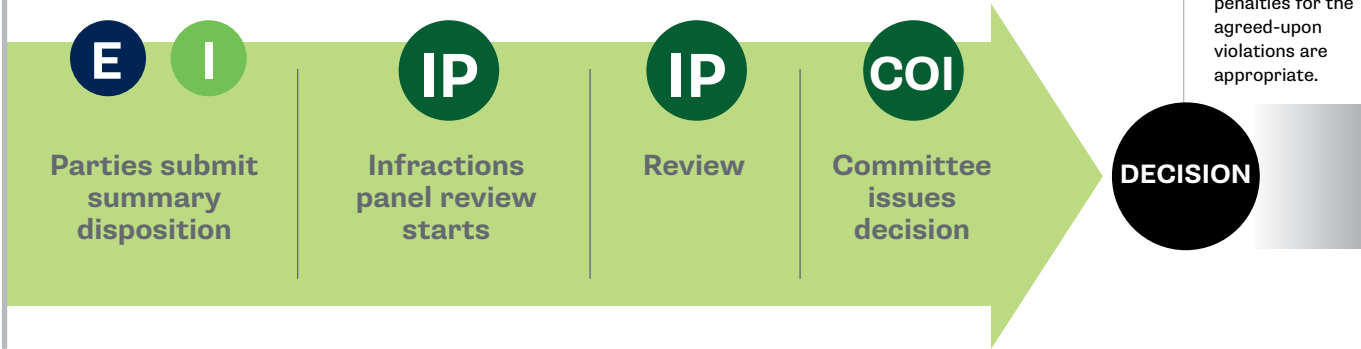 penalties for the
agreed-upon
violations are
appropriate.
E I
IP
IP
COI
Parties submit
summary
disposition
Infractions
panel review
starts
Review
Committee
issues
decision
DECISION